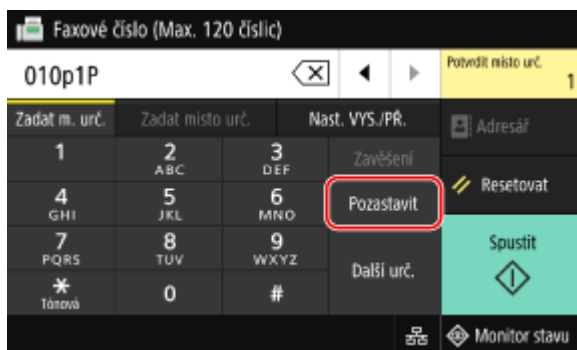 Faxové číslo (Max. 120 číslic)
010p1P
Potvrdit místo urč.
1
Zadat m. urč.
Zadat místo urč.
Nast. VYS./PŘ.
Adresář
1
2
ABC
3
DEF
Zavěšení
4
GHI
5
JKL
6
MNO
Pozastavit
Resetovat
7
PQRS
8
TUV
9
WXYZ
Další urč.
Spustit
Tónová
0
#
Monitor stavu